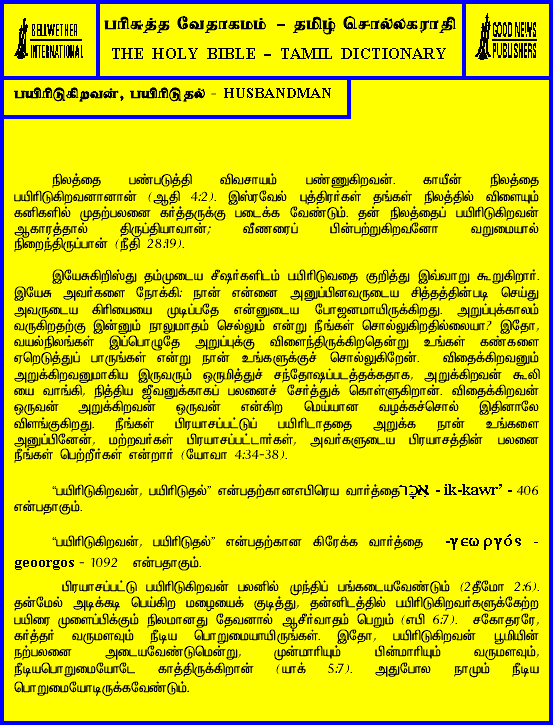 BELLWETHER
INTERNATIONAL
பரிசுத்த வேதாகமம் – தமிழ் சொல்லகராதி
THE HOLY BIBLE – TAMIL DICTIONARY
GOOD NEWS
PUBLISHERS
பயிரிடுகிறவன், பயிரிடுதல் - HUSBANDMAN
நிலத்தை பண்படுத்தி விவசாயம் பண்ணுகிறவன். காயீன் நிலத்தை
பயிரிடுகிறவனானான் (ஆதி 4:2). இஸ்ரவேல் புத்திரர்கள் தங்கள் நிலத்தில் விளையும்
கனிகளில் முதற்பலனை கர்த்தருக்கு படைக்க வேண்டும். தன் நிலத்தைப் பயிரிடுகிறவன்
ஆகாரத்தால் திருப்தியாவான்; வீணரைப் பின்பற்றுகிறவனோ வறுமையால்
நிறைந்திருப்பான் (நீதி 28:19).
இயேசுகிறிஸ்து தம்முடைய சீஷர்களிடம் பயிரிடுவதை குறித்து இவ்வாறு கூறுகிறார்.
இயேசு அவர்களை நோக்கி: நான் என்னை அனுப்பினவருடைய சித்தத்தின்படி செய்து
அவருடைய கிரியையை முடிப்பதே என்னுடைய போஜனமாயிருக்கிறது. அறுப்புக்காலம்
வருகிறதற்கு இன்னும் நாலுமாதம் செல்லும் என்று நீங்கள் சொல்லுகிறதில்லையா? இதோ,
வயல்நிலங்கள் இப்பொழுதே அறுப்புக்கு விளைந்திருக்கிறதென்று உங்கள் கண்களை
ஏறெடுத்துப் பாருங்கள் என்று நான் உங்களுக்குச் சொல்லுகிறேன். விதைக்கிறவனும்
அறுக்கிறவனுமாகிய இருவரும் ஒருமித்துச் சந்தோஷப்படத்தக்கதாக, அறுக்கிறவன் கூலி
யை வாங்கி, நித்திய ஜீவனுக்காகப் பலனைச் சேர்த்துக் கொள்ளுகிறான். விதைக்கிறவன்
ஒருவன் அறுக்கிறவன் ஒருவன் என்கிற மெய்யான வழக்கச்சொல் இதினாலே
விளங்குகிறது. நீங்கள் பிரயாசப்பட்டுப் பயிரிடாததை அறுக்க நான் உங்களை
அனுப்பினேன், மற்றவர்கள் பிரயாசப்பட்டார்கள், அவர்களுடைய பிரயாசத்தின் பலனை
நீங்கள் பெற்றீர்கள் என்றார் (யோவா 4:34-38).
“பயிரிடுகிறவன், பயிரிடுதல்” என்பதற்கானஎபிரெய வார்த்தை אִכָּר - ik-kawr’ - 406
என்பதாகும்.
“பயிரிடுகிறவன், பயிரிடுதல்” என்பதற்கான கிரேக்க வார்த்தை -γεωργός -
geoorgos - 1092 என்பதாகும்.
பிரயாசப்பட்டு பயிரிடுகிறவன் பலனில் முந்திப் பங்கடையவேண்டும் (2தீமோ 2:6).
தன்மேல் அடிக்கடி பெய்கிற மழையைக் குடித்து, தன்னிடத்தில் பயிரிடுகிறவர்களுக்கேற்ற
பயிரை முளைப்பிக்கும் நிலமானது தேவனால் ஆசீர்வாதம் பெறும் (எபி 6:7). சகோதரரே,
கர்த்தர் வருமளவும் நீடிய பொறுமையாயிருங்கள். இதோ, பயிரிடுகிறவன் பூமியின்
நற்பலனை அடையவேண்டுமென்று, முன்மாரியும் பின்மாரியும் வருமளவும்,
நீடியபொறுமையோடே காத்திருக்கிறான் (யாக் 5:7). அதுபோல நாமும் நீடிய
பொறுமையோடிருக்கவேண்டும்.